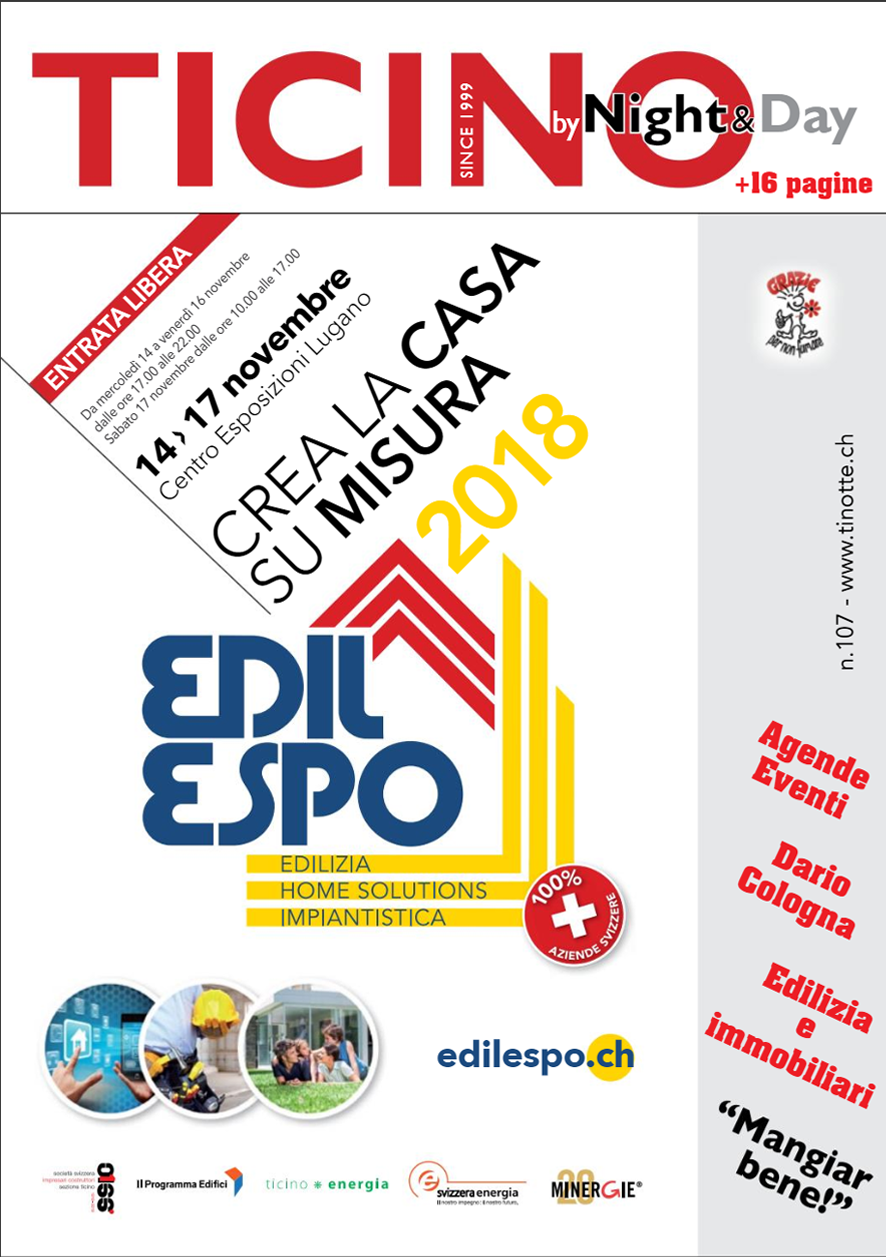 TICINO
SINCE 1999
by Night&Day
+16 pagine
ENTRATA LIBERA
Da mercoledì 14 a venerdì 16 novembre
dalle ore 17.00 alle 22.00
Sabato 17 novembre dalle ore 10.00 alle 17.00
14 > 17 novembre
Centro Esposizioni Lugano
CREA LA CASA
SU MISURA
2018
EDIL
ESPO
EDILIZIA
HOME SOLUTIONS
IMPIANTISTICA
100%
AZIENDE SVIZZERE
edilespo.ch
società svizzera
impresari costruttori
sezione ticino
ssic
Il Programma Edifici
ticino energia
svizzera energia
Il nostro impegno: il nostro futuro.
20
MINERGIE®
GRAZIE
per non fumare
n.107 - www.tinotte.ch
Agende
Eventi
Dario
Cologna
Edilizia
e
immobiliari
“Mangiar
bene!”